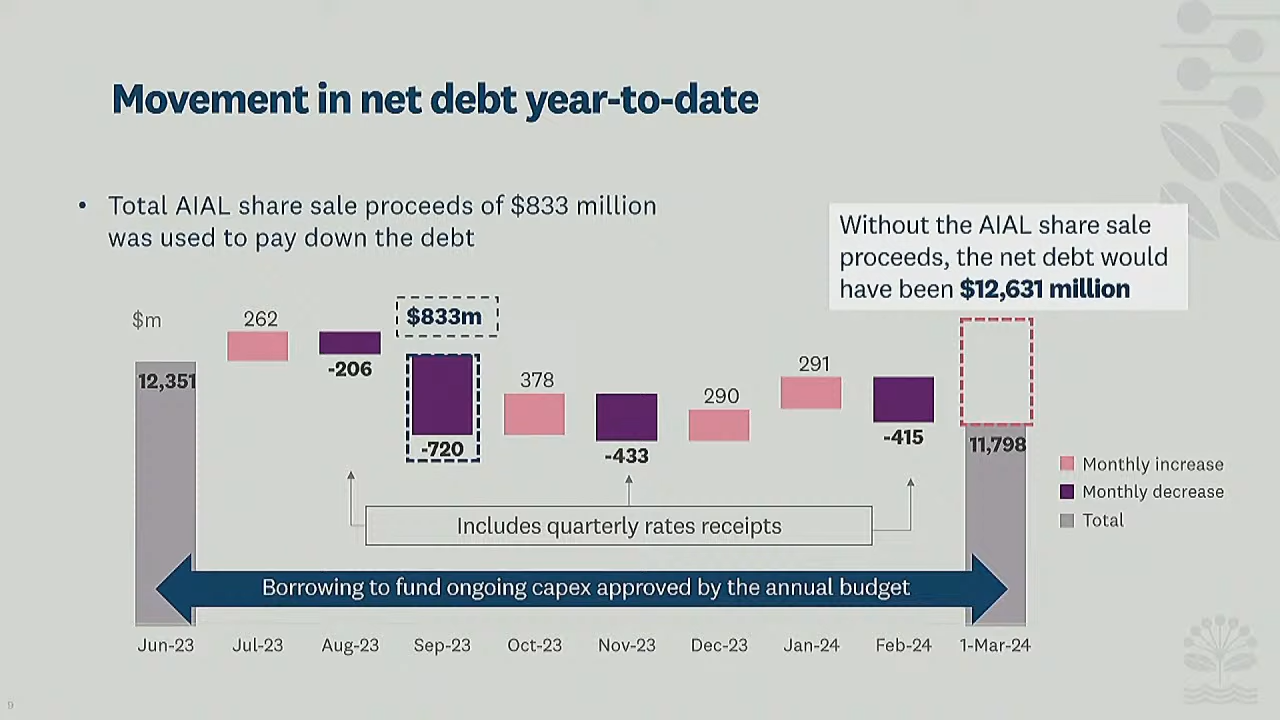 Movement in net debt year-to-date
• Total AIAL share sale proceeds of $833 million
was used to pay down the debt
Without the AIAL share sale
proceeds, the net debt would
have been $12,631 million
$m
12,351
262
-206
$833m
-720
378
-433
290
291
-415
11,798
Monthly increase
Monthly decrease
Total
Includes quarterly rates receipts
Borrowing to fund ongoing capex approved by the annual budget
Jun-23 Jul-23 Aug-23 Sep-23 Oct-23 Nov-23 Dec-23 Jan-24 Feb-24 1-Mar-24
9